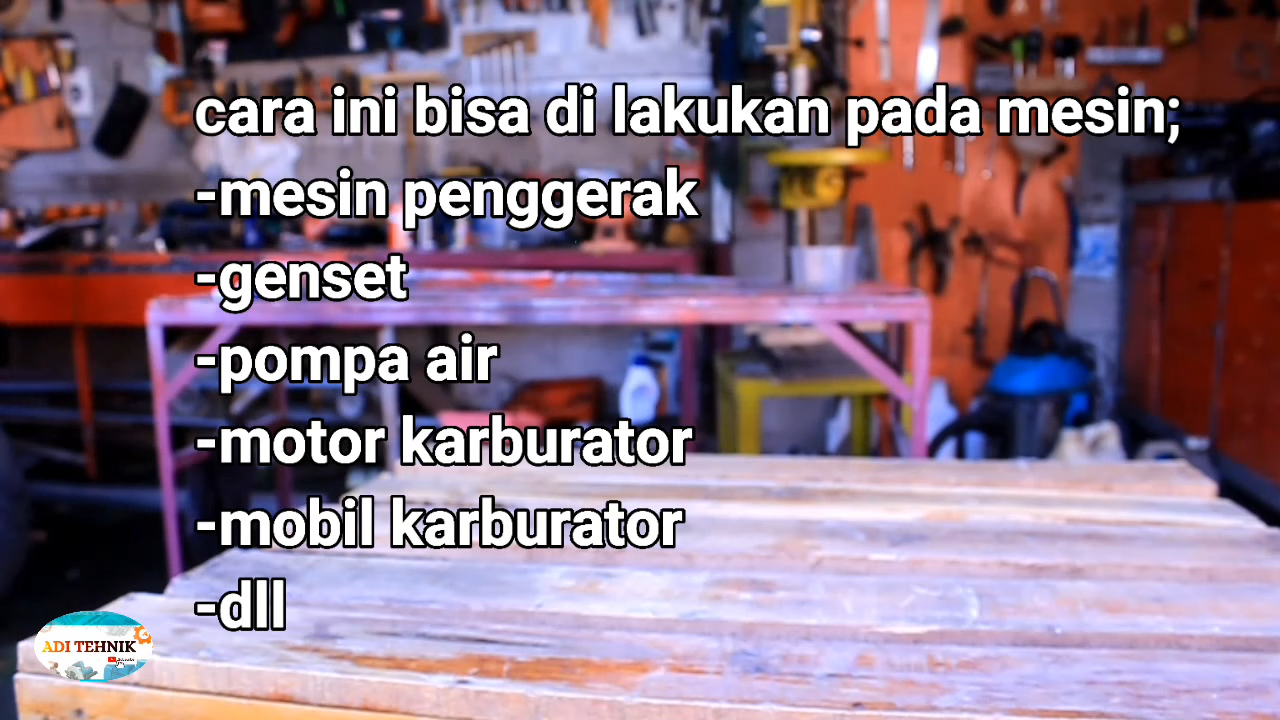 cara ini bisa di lakukan pada mesin;
-mesin penggerak
-genset
-pompa air
-motor karburator
-mobil karburator
-dll
ADI TEHNIK